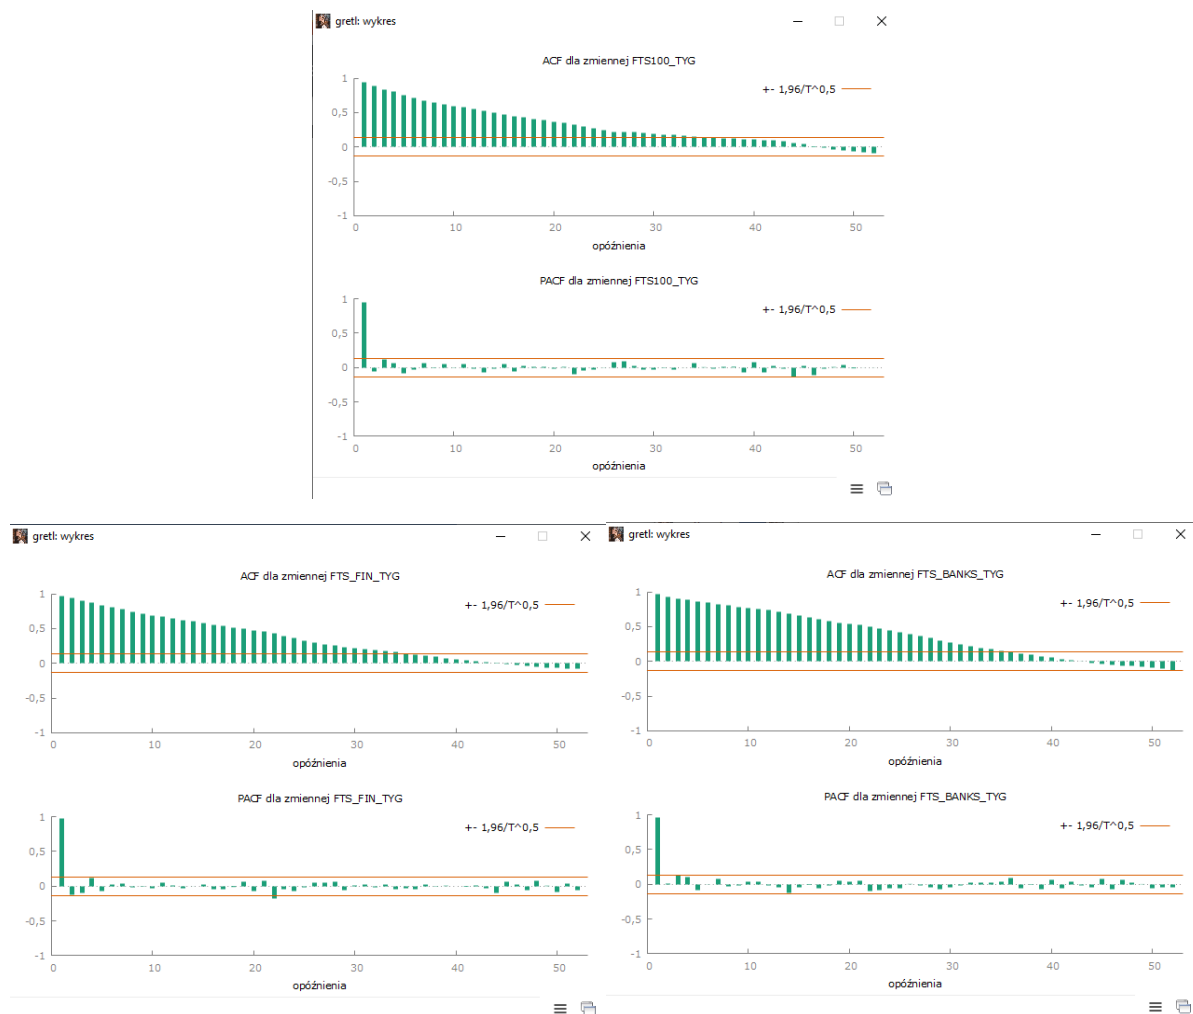 gretl: wykres
ACF dla zmiennej FTS100_TYG
+- 1,96/T^0,5
1
0,5
0
-0,5
-1
0 10 20 30 40 50
opóźnienia
PACF dla zmiennej FTS100_TYG
+- 1,96/T^0,5
1
0,5
0
-0,5
-1
0 10 20 30 40 50
opóźnienia
gretl: wykres
ACF dla zmiennej FTS_FIN_TYG
+- 1,96/T^0,5
1
0,5
0
-0,5
-1
0 10 20 30 40 50
opóźnienia
PACF dla zmiennej FTS_FIN_TYG
+- 1,96/T^0,5
1
0,5
0
-0,5
-1
0 10 20 30 40 50
opóźnienia
gretl: wykres
ACF dla zmiennej FTS_BANKS_TYG
+- 1,96/T^0,5
1
0,5
0
-0,5
-1
0 10 20 30 40 50
opóźnienia
PACF dla zmiennej FTS_BANKS_TYG
+- 1,96/T^0,5
1
0,5
0
-0,5
-1
0 10 20 30 40 50
opóźnienia